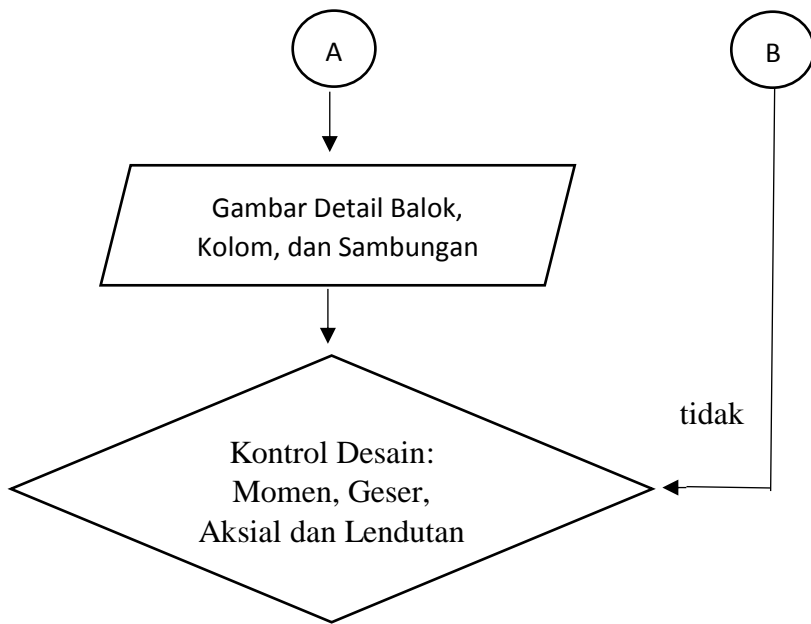 A
B
Gambar Detail Balok,
Kolom, dan Sambungan
tidak
Kontrol Desain:
Momen, Geser,
Aksial dan Lendutan